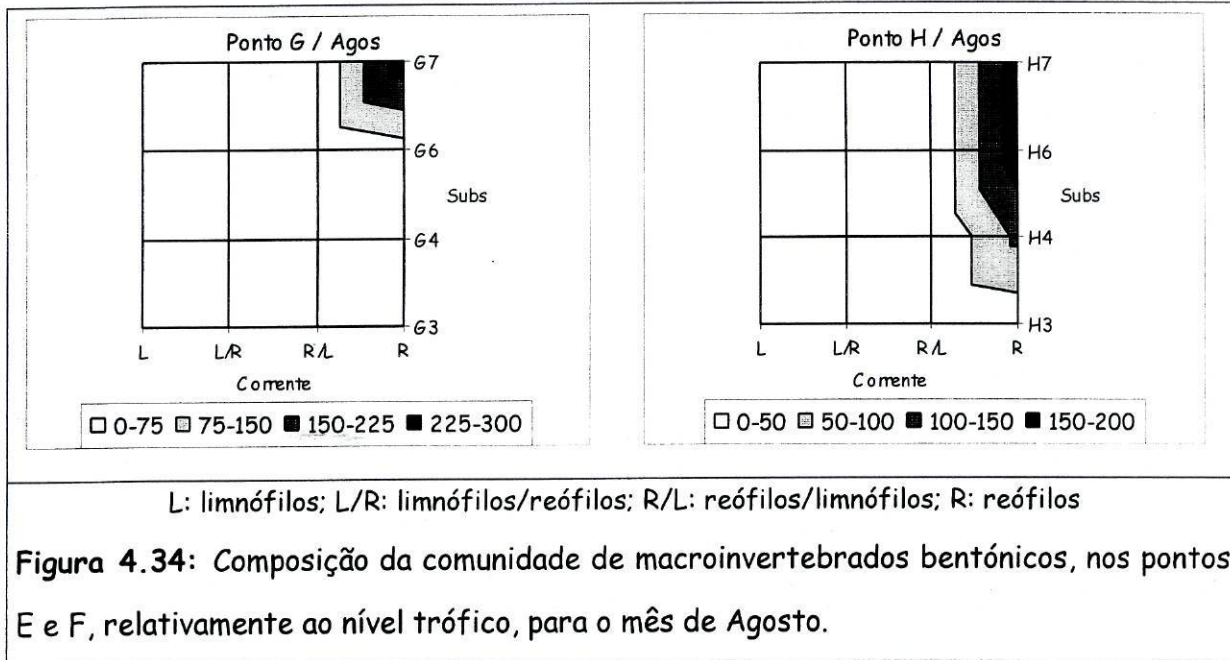 Ponto G / Agos
G7
G6
Subs
G4
G3
L L/R R/L R
Corrente
0-75 75-150 150-225 225-300
Ponto H / Agos
H7
H6
Subs
H4
H3
L L/R R/L R
Corrente
0-50 50-100 100-150 150-200
L: limnófilos; L/R: limnófilos/reófilos; R/L: reófilos/limnófilos; R: reófilos
Figura 4.34: Composição da comunidade de macroinvertebrados bentónicos, nos pontos
E e F, relativamente ao nível trófico, para o mês de Agosto.